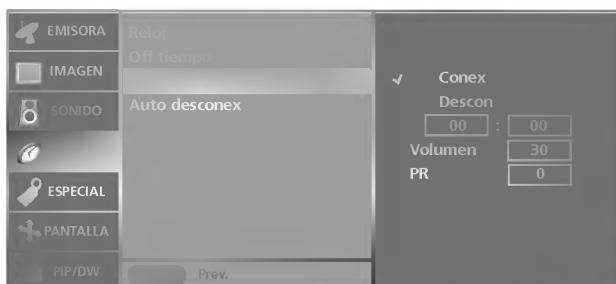 EMISORA
IMAGEN
SONIDO
ESPECIAL
PANTALLA
PIP/DW
Reloj
Off tiempo
Auto desconex
Prev.
✓ Conex
Descon
00 : 00
Volumen 30
PR 0